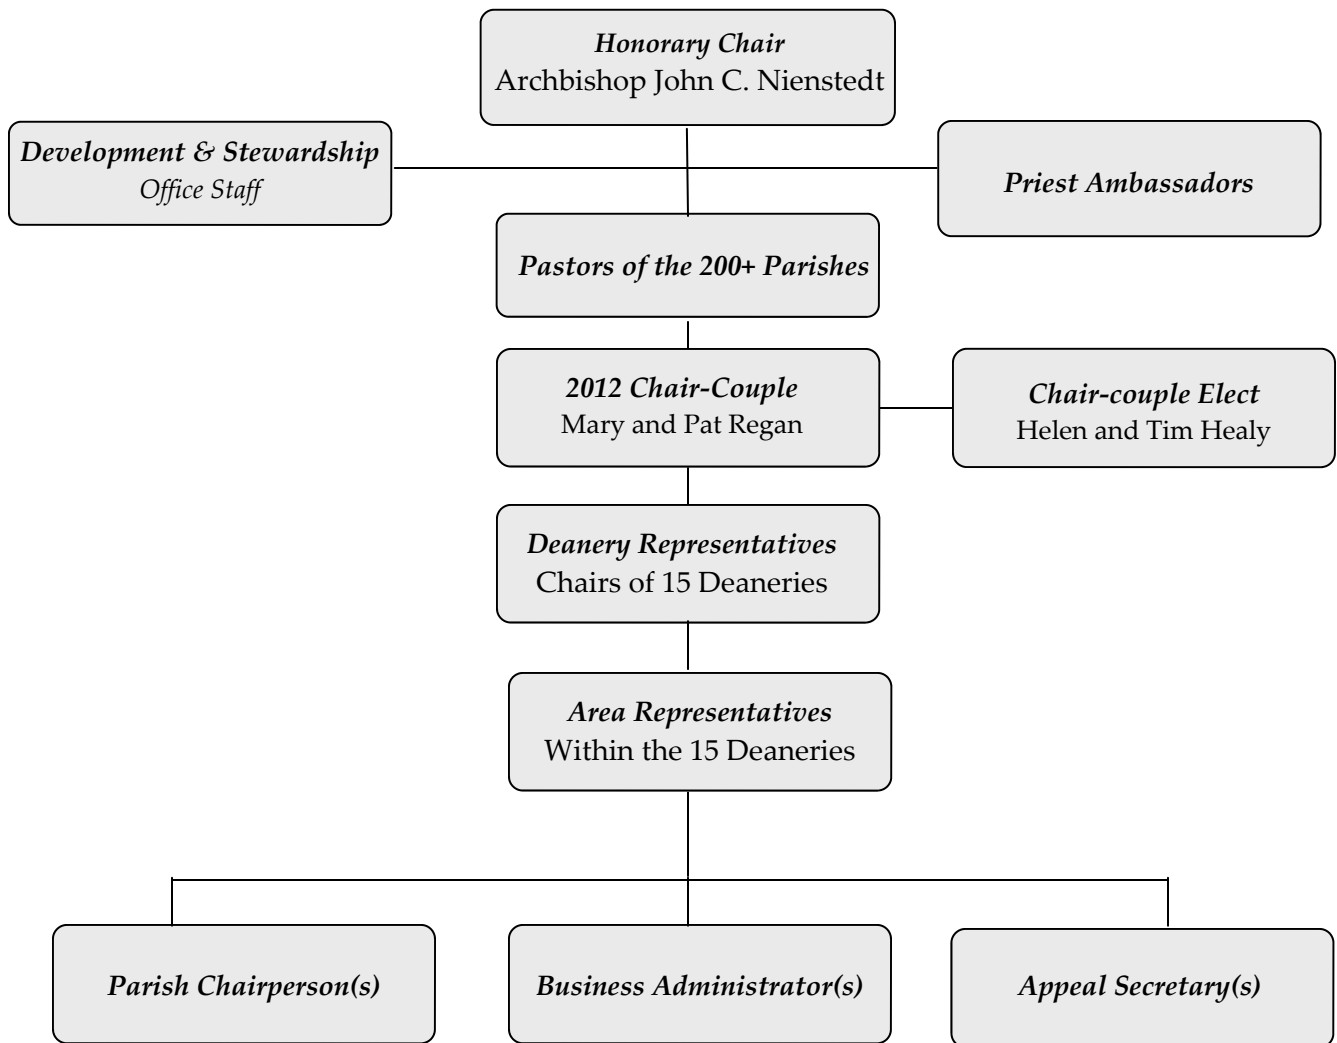 Honorary Chair
Archbishop John C. Nienstedt
Development & Stewardship
Office Staff
Priest Ambassadors
Pastors of the 200+ Parishes
2012 Chair-Couple
Mary and Pat Regan
Chair-couple Elect
Helen and Tim Healy
Deanery Representatives
Chairs of 15 Deaneries
Area Representatives
Within the 15 Deaneries
Parish Chairperson(s)
Business Administrator(s)
Appeal Secretary(s)